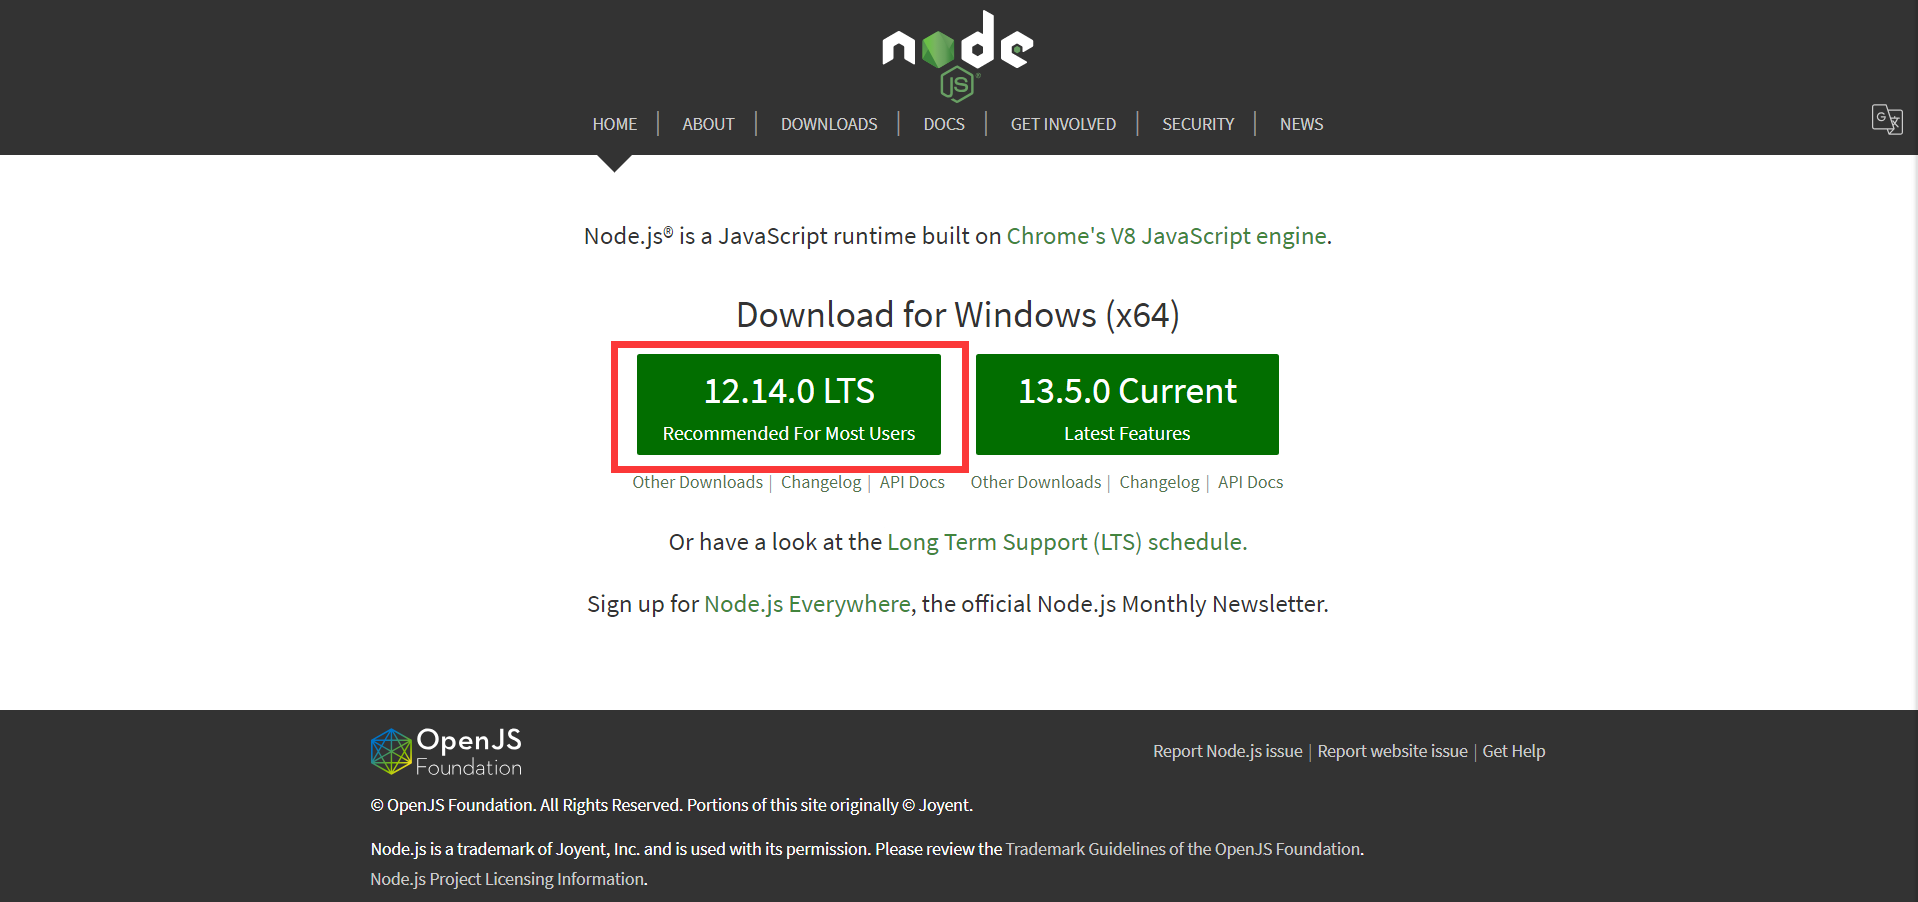 node
JS
HOME | ABOUT | DOWNLOADS | DOCS | GET INVOLVED | SECURITY | NEWS
Node.js® is a JavaScript runtime built on Chrome's V8 JavaScript engine.
Download for Windows (x64)
12.14.0 LTS
Recommended For Most Users
13.5.0 Current
Latest Features
Other Downloads | Changelog | API Docs
Other Downloads | Changelog | API Docs
Or have a look at the Long Term Support (LTS) schedule.
Sign up for Node.js Everywhere, the official Node.js Monthly Newsletter.
OpenJS
Foundation
Report Node.js issue | Report website issue | Get Help
© OpenJS Foundation. All Rights Reserved. Portions of this site originally © Joyent.
Node.js is a trademark of Joyent, Inc. and is used with its permission. Please review the Trademark Guidelines of the OpenJS Foundation.
Node.js Project Licensing Information.